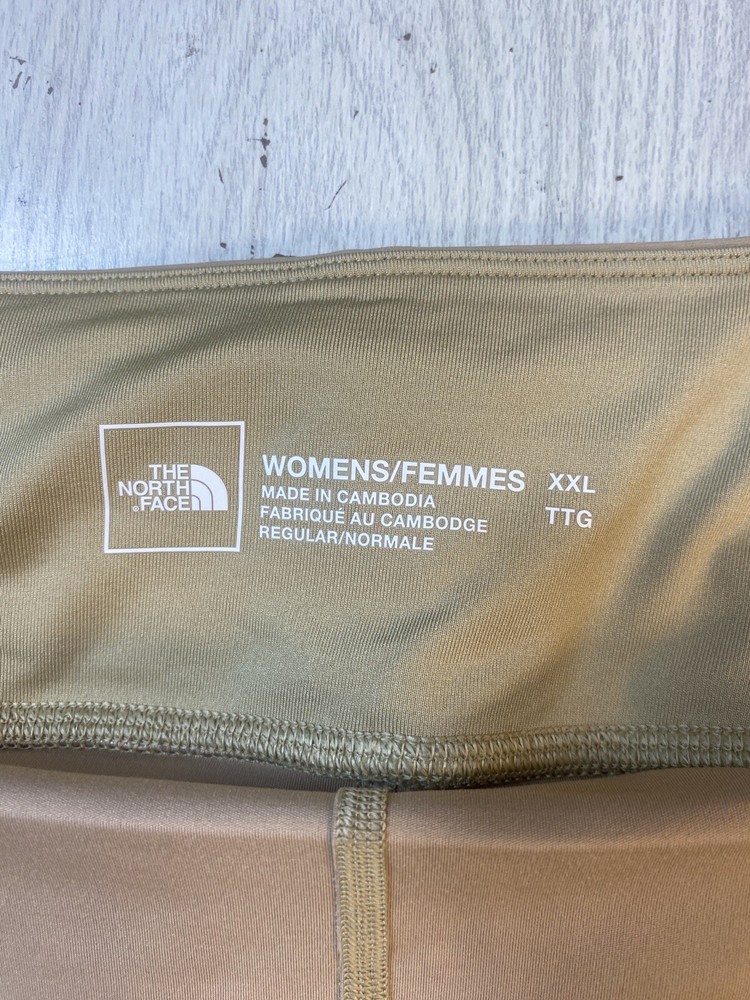 THE
NORTH
®FACE
WOMENS/FEMMES XXL
MADE IN CAMBODIA
FABRIQUÉ AU CAMBODGE TTG
REGULAR/NORMALE